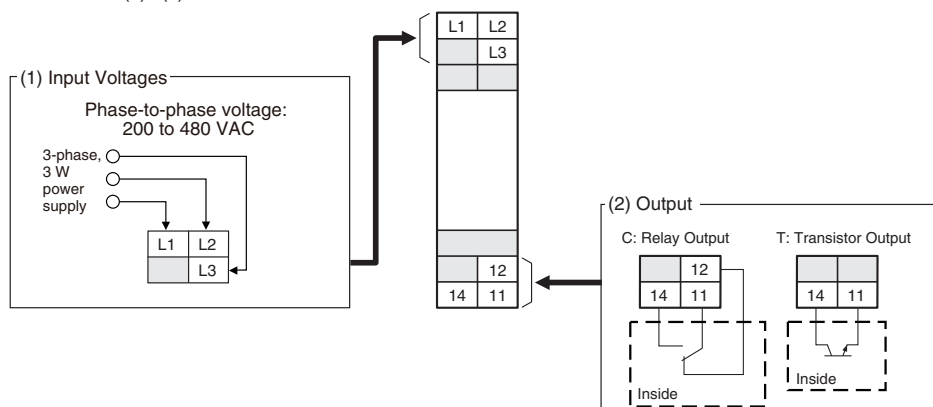 L1 L2
L3
(1) Input Voltages
Phase-to-phase voltage:
200 to 480 VAC
3-phase,
3 W
power
supply
L1 L2
L3
12
14 11
(2) Output
C: Relay Output
12
14 11
Inside
T: Transistor Output
14 11
Inside